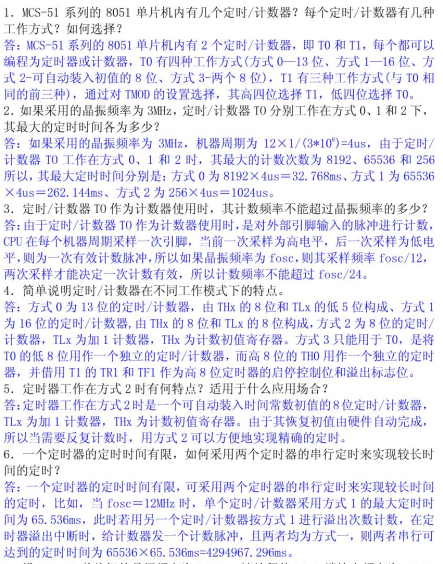 1. MCS-51 系列的 8051 单片机内有几个定时/计数器？每个定时/计数器有几种
工作方式？如何选择？
答：MCS-51 系列的 8051 单片机内有 2 个定时/计数器，即 T0 和 T1，每个都可以
编程为定时器或计数器，T0 有四种工作方式(方式 0—13 位、方式 1—16 位、方
式 2-可自动装入初值的 8 位、方式 3-两个 8 位)，T1 有三种工作方式(与 T0 相
同的前三种)，通过对 TMOD 的设置选择，其高四位选择 T1，低四位选择 T0。
2．如果采用的晶振频率为 3MHz，定时/计数器 TO 分别工作在方式 0、1 和 2 下，
其最大的定时时间各为多少？
答：如果采用的晶振频率为 3MHz，机器周期为 12×1/(3*10⁶)=4us，由于定时/
计数器 TO 工作在方式 0、1 和 2 时，其最大的计数次数为 8192、65536 和 256
所以,其最大定时时间分别是：方式 0 为 8192×4us＝32.768ms、方式 1 为 65536
×4us＝262.144ms、方式 2 为 256×4us＝1024us。
3．定时/计数器 TO 作为计数器使用时，其计数频率不能超过晶振频率的多少？
答：由于定时/计数器 TO 作为计数器使用时,是对外部引脚输入的脉冲进行计数,
CPU 在每个机器周期采样一次引脚，当前一次采样为高电平，后一次采样为低电
平,则为一次有效计数脉冲,所以如果晶振频率为 fosc,则其采样频率 fosc/12，
两次采样才能决定一次计数有效，所以计数频率不能超过 fosc/24。
4．简单说明定时/计数器在不同工作模式下的特点。
答：方式 0 为 13 位的定时/计数器，由 THx 的 8 位和 TLx 的低 5 位构成、方式 1
为 16 位的定时/计数器,由 THx 的 8 位和 TLx 的 8 位构成,方式 2 为 8 位的定时/
计数器，TLx 为加 1 计数器，THx 为计数初值寄存器。方式 3 只能用于 T0，是将
T0 的低 8 位用作一个独立的定时/计数器，而高 8 位的 TH0 用作一个独立的定时
器，并借用 T1 的 TR1 和 TF1 作为高 8 位定时器的启停控制位和溢出标志位。
5．定时器工作在方式 2 时有何特点？适用于什么应用场合？
答:定时器工作在方式 2 时是一个可自动装入时间常数初值的 8 位定时/计数器,
TLx 为加 1 计数器，THx 为计数初值寄存器。由于其恢复初值由硬件自动完成，
所以当需要反复计数时，用方式 2 可以方便地实现精确的定时。
6．一个定时器的定时时间有限，如何采用两个定时器的串行定时来实现较长时
间的定时？
答：一个定时器的定时时间有限，可采用两个定时器的串行定时来实现较长时间
的定时，比如，当 fosc＝12MHz 时，单个定时/计数器采用方式 1 的最大定时时
间为 65.536ms，此时若用另一个定时/计数器按方式 1 进行溢出次数计数，在定
时器溢出中断时，给计数器发一个计数脉冲，且两者均为方式一，则两者串行可
达到的定时时间为 65536×65.536ms=4294967.296ms。